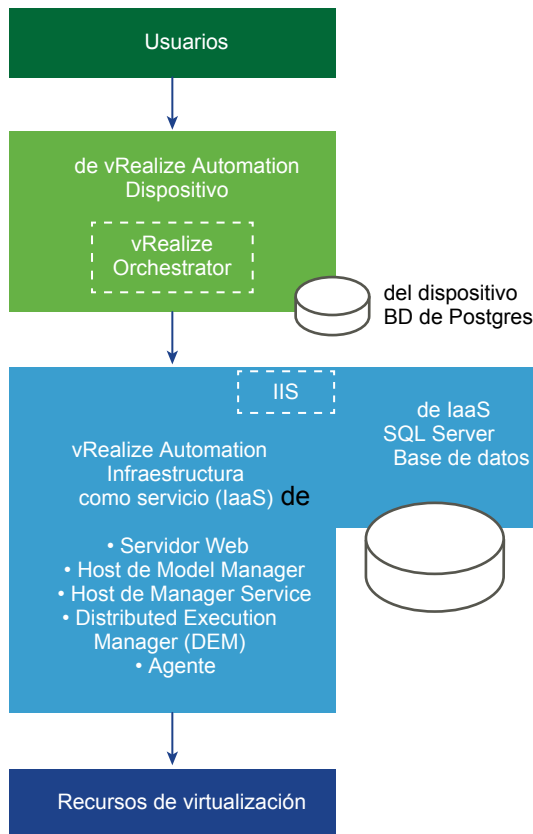 Usuarios
de vRealize Automation
Dispositivo
vRealize
Orchestrator
del dispositivo
BD de Postgres
IIS
de IaaS
SQL Server
Base de datos
vRealize Automation
Infraestructura
como servicio (IaaS) de
• Servidor Web
• Host de Model Manager
• Host de Manager Service
• Distributed Execution
Manager (DEM)
• Agente
Recursos de virtualización